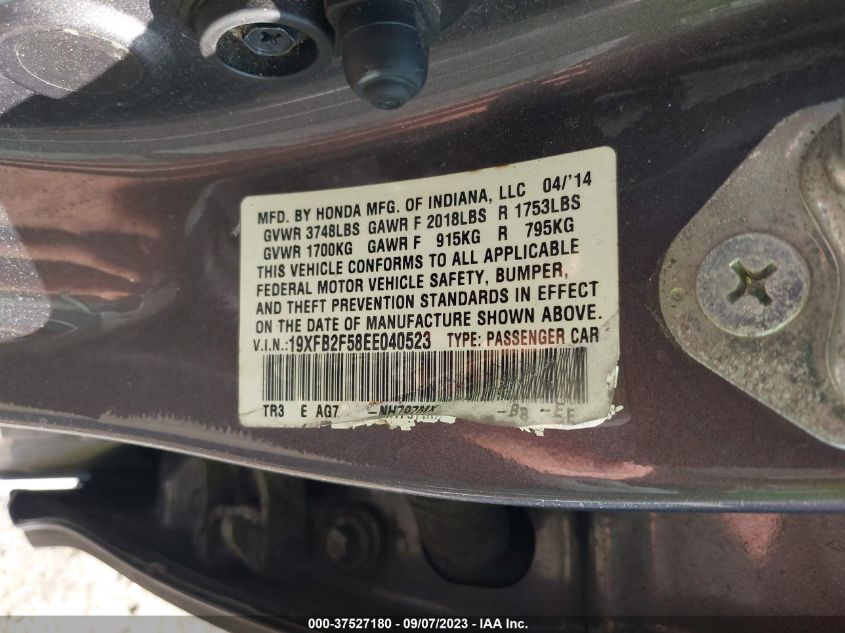 MFD. BY HONDA MFG. OF INDIANA, LLC 04/'14
GVWR 3748LBS GAWR F 2018LBS R 1753LBS
GVWR 1700KG GAWR F 915KG R 795KG
THIS VEHICLE CONFORMS TO ALL APPLICABLE
FEDERAL MOTOR VEHICLE SAFETY, BUMPER,
AND THEFT PREVENTION STANDARDS IN EFFECT
ON THE DATE OF MANUFACTURE SHOWN ABOVE.
V.I.N.:19XFB2F58EE040523 TYPE: PASSENGER CAR
TR3 E AG7 -EE
000-37527180 - 09/07/2023 - IAA Inc.